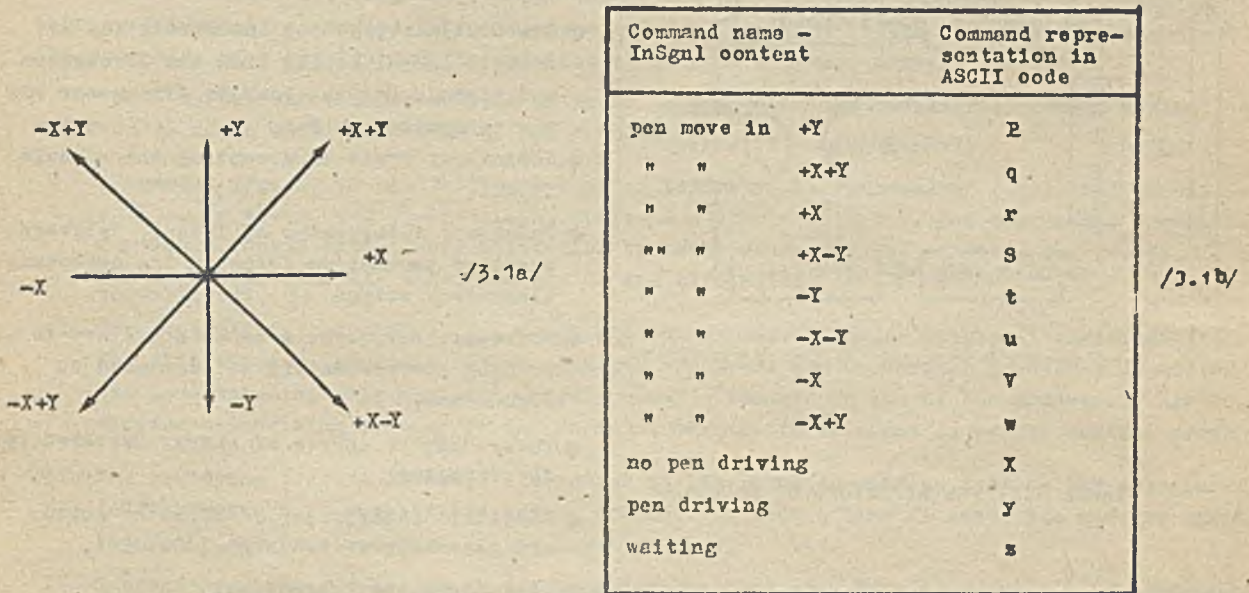 -X+Y +Y +X+Y
-X +X
-X+Y -Y +X-Y
/3.1a/
Command name - Command repre-
InSgnl oontent sentation in
ASCII oode
pen move in +Y P
" " +X+Y q
" " +X r
"" " +X-Y S
" " -Y t
" " -X-Y u
" " -X V
" " -X+Y w
no pen driving X
pen driving y
waiting z
/3.1b/